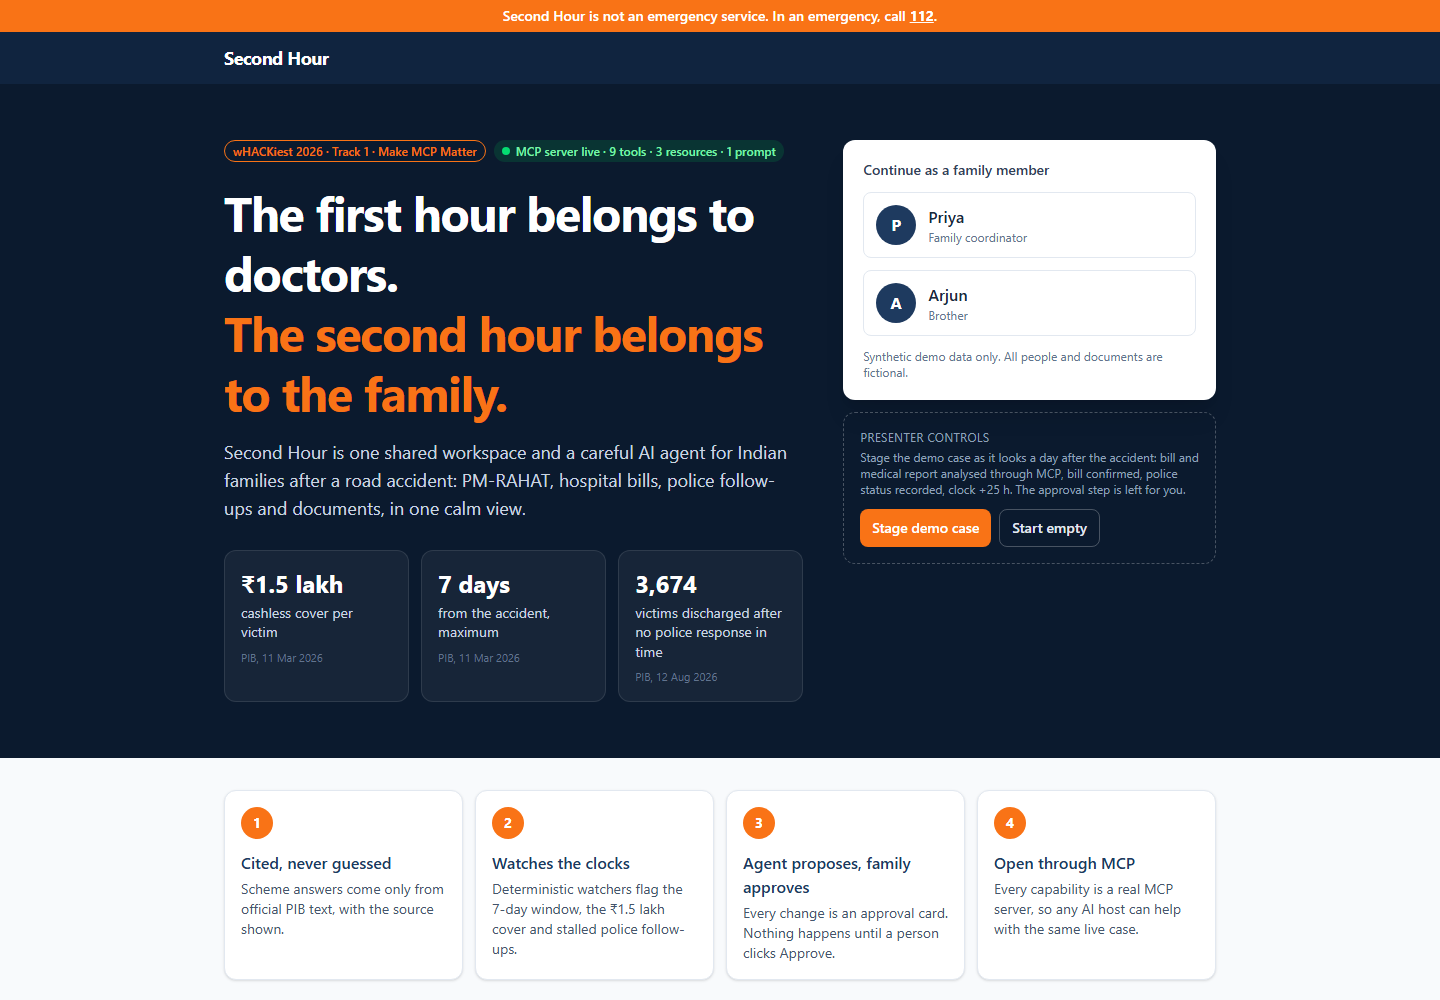 Second Hour is not an emergency service. In an emergency, call 112.
Second Hour
wHACKiest 2026 · Track 1 · Make MCP Matter
MCP server live · 9 tools · 3 resources · 1 prompt
The first hour belongs to
doctors.
The second hour belongs
to the family.
Second Hour is one shared workspace and a careful AI agent for Indian
families after a road accident: PM-RAHAT, hospital bills, police follow-
ups and documents, in one calm view.
₹1.5 lakh
cashless cover per
victim
PIB, 11 Mar 2026
7 days
from the accident,
maximum
PIB, 11 Mar 2026
3,674
victims discharged after
no police response in
time
PIB, 12 Aug 2026
Continue as a family member
P
Priya
Family coordinator
A
Arjun
Brother
Synthetic demo data only. All people and documents are
fictional.
PRESENTER CONTROLS
Stage the demo case as it looks a day after the accident: bill and
medical report analysed through MCP, bill confirmed, police
status recorded, clock +25 h. The approval step is left for you.
Stage demo case
Start empty
1
Cited, never guessed
Scheme answers come only from
official PIB text, with the source
shown.
2
Watches the clocks
Deterministic watchers flag the
7-day window, the ₹1.5 lakh
cover and stalled police follow-
ups.
3
Agent proposes, family
approves
Every change is an approval card.
Nothing happens until a person
clicks Approve.
4
Open through MCP
Every capability is a real MCP
server, so any AI host can help
with the same live case.